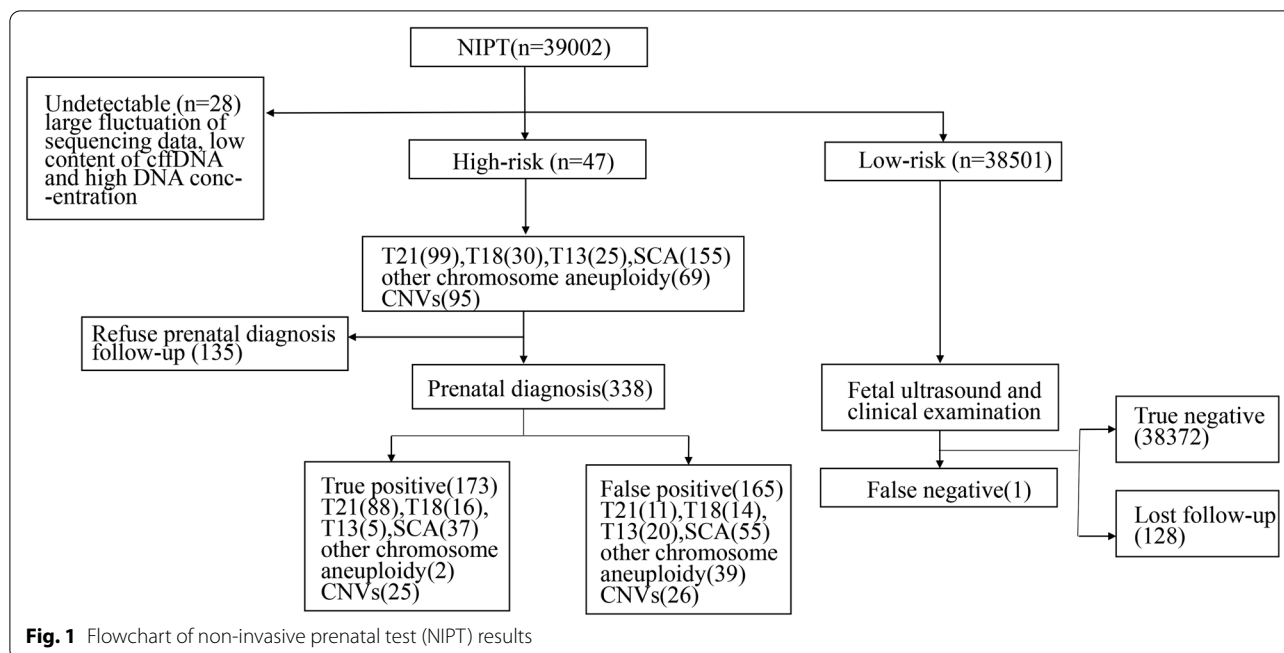 NIPT(n=39002)
Undetectable (n=28)
large fluctuation of
sequencing data, low
content of cffDNA
and high DNA conc-
-entration
High-risk (n=47)
Low-risk (n=38501)
T21(99),T18(30),T13(25),SCA(155)
other chromosome aneuploidy(69)
CNVs(95)
Refuse prenatal diagnosis
follow-up (135)
Prenatal diagnosis(338)
Fetal ultrasound and
clinical examination
True negative
(38372)
True positive(173)
T21(88),T18(16),
T13(5),SCA(37)
other chromosome
aneuploidy(2)
CNVs(25)
False positive(165)
T21(11),T18(14),
T13(20),SCA(55)
other chromosome
aneuploidy(39)
CNVs(26)
False negative(1)
Lost follow-up
(128)
Fig. 1 Flowchart of non-invasive prenatal test (NIPT) results